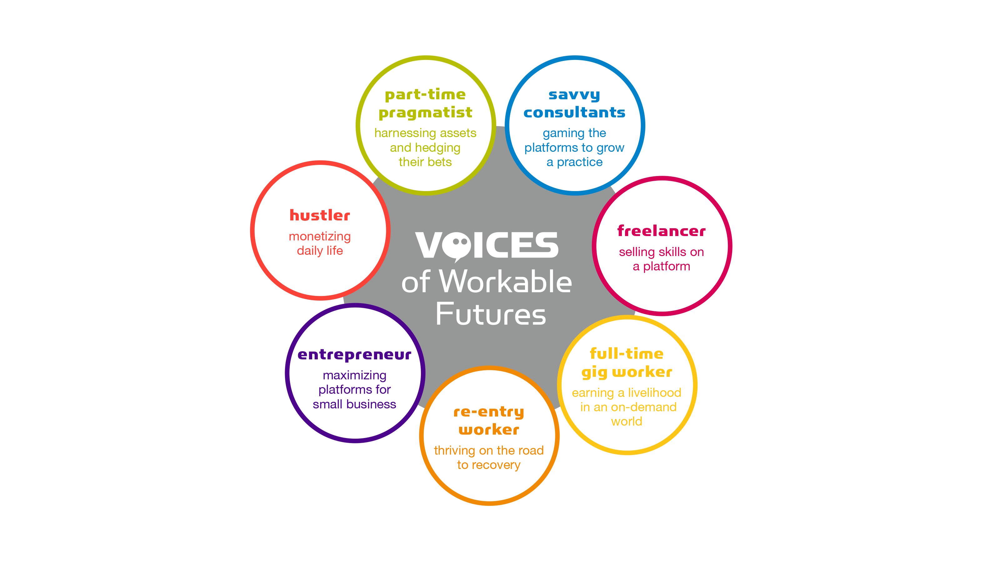 part-time
pragmatist
harnessing assets
and hedging
their bets
savvy
consultants
gaming the
platforms to grow
a practice
hustler
monetizing
daily life
freelancer
selling skills on
a platform
VOICES
of Workable
Futures
entrepreneur
maximizing
platforms for
small business
full-time
gig worker
earning a livelihood
in an on-demand
world
re-entry
worker
thriving on the road
to recovery